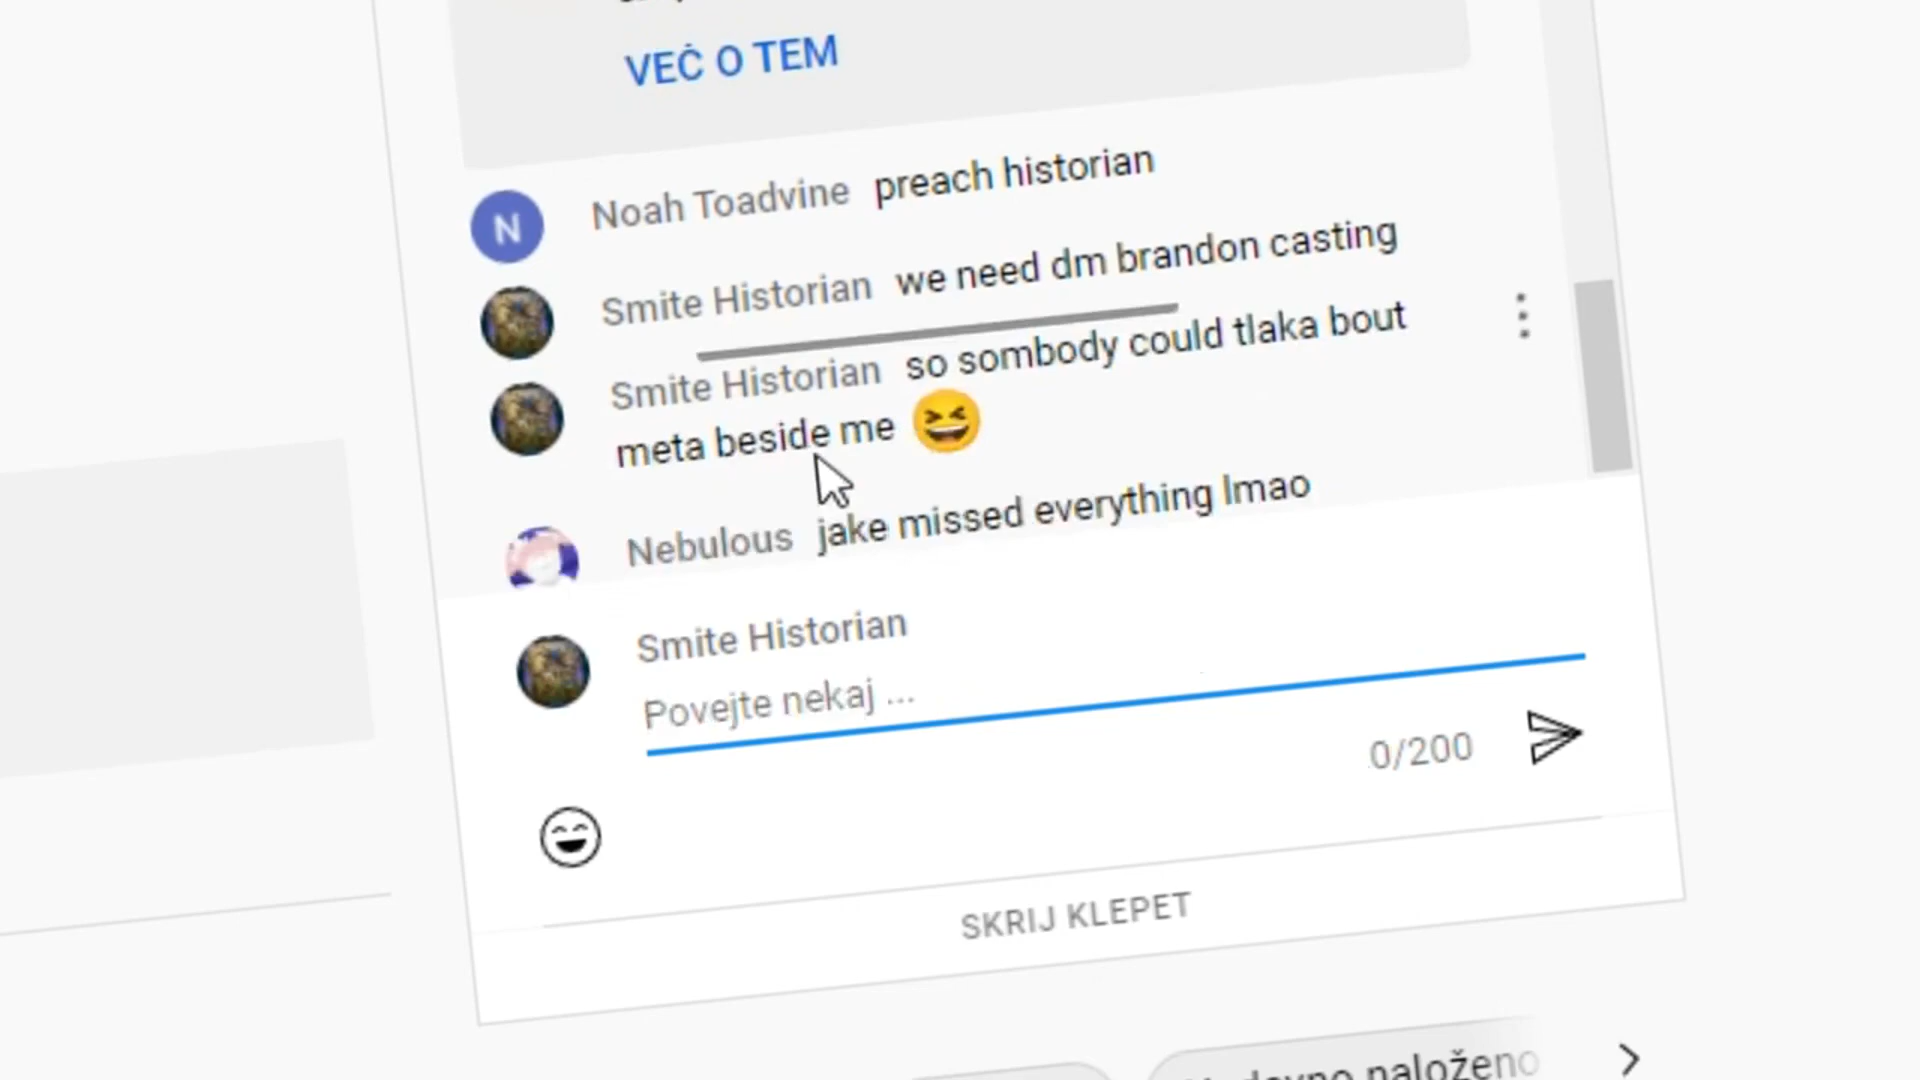 VEČ O TEM
N
Noah Toadvine preach historian
Smite Historian we need dm brandon casting
Smite Historian so sombody could tlaka bout
meta beside me 😆
Nebulous jake missed everything lmao
Smite Historian
Povejte nekaj ...
0/200
SKRIJ KLEPET
naloženo